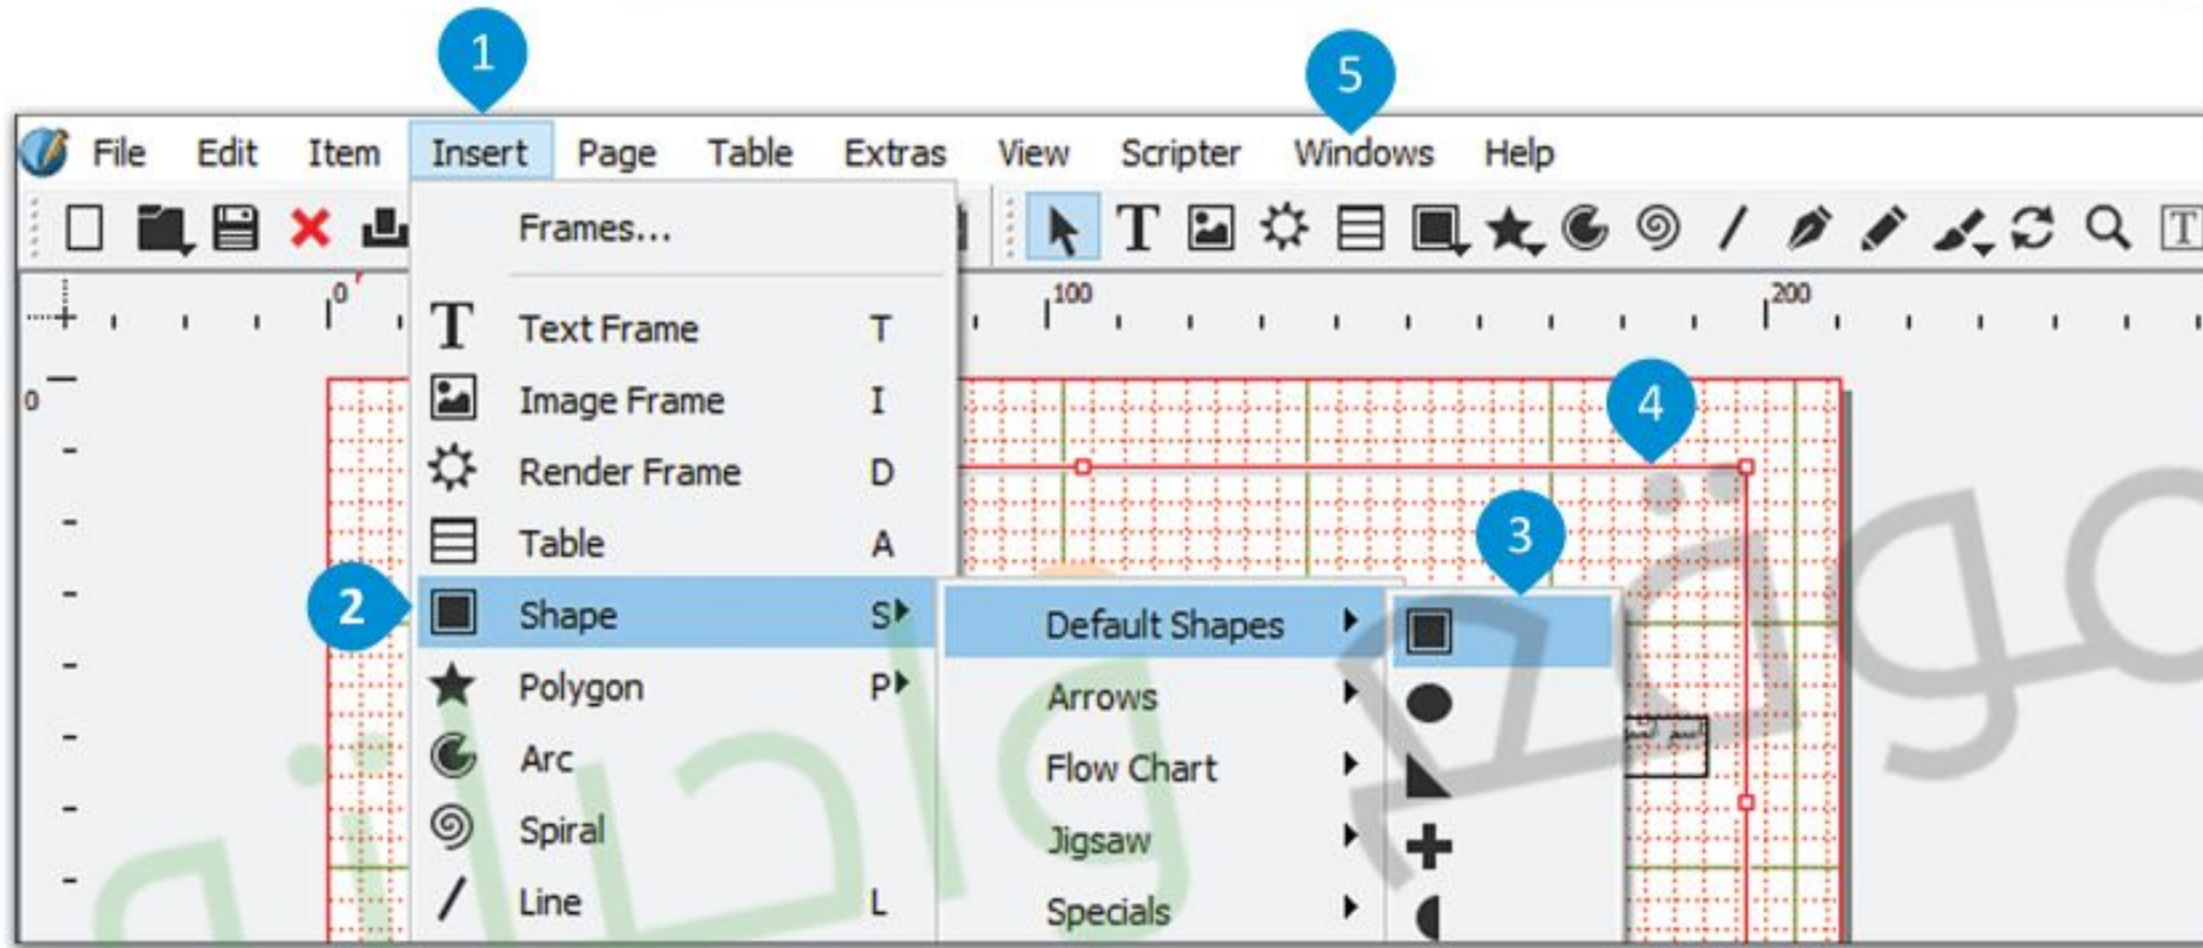 1
5
File Edit Item Insert Page Table Extras View Scripter Windows Help
Frames...
0 100 200
Text Frame T
0
Image Frame I
4
Render Frame D
3
Table A
2
Shape S
Default Shapes
Polygon P
Arrows
Arc
Flow Chart
Spiral
Jigsaw
Line L
Specials
موقع
واجباتي